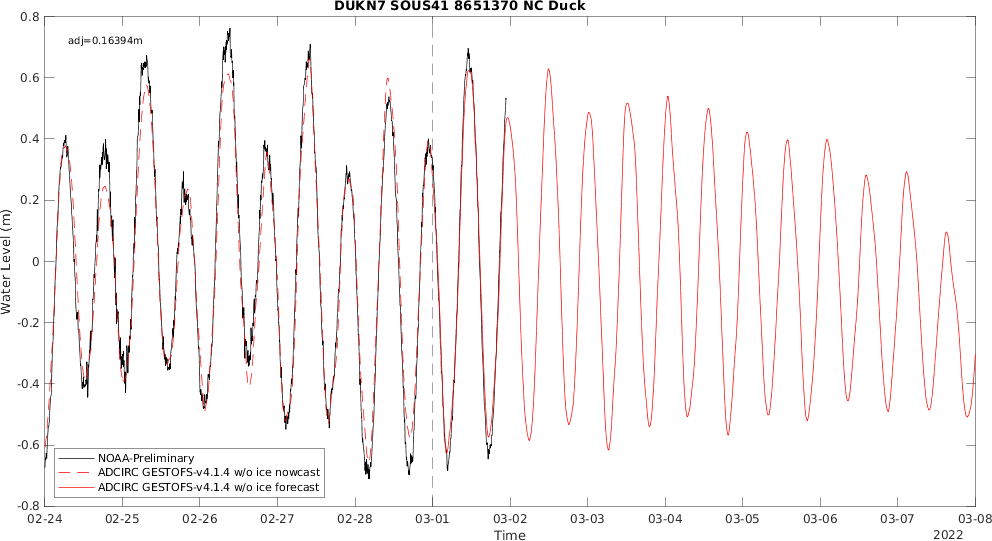 DUKN7 SOUS41 8651370 NC Duck
adj=0.16394m
0.8
0.6
0.4
0.2
0
-0.2
-0.4
-0.6
-0.8
Water Level (m)
NOAA-Preliminary
ADCIRC GESTOFS-v4.1.4 w/o ice nowcast
ADCIRC GESTOFS-v4.1.4 w/o ice forecast
02-24 02-25 02-26 02-27 02-28 03-01 03-02 03-03 03-04 03-05 03-06 03-07 03-08
Time
2022